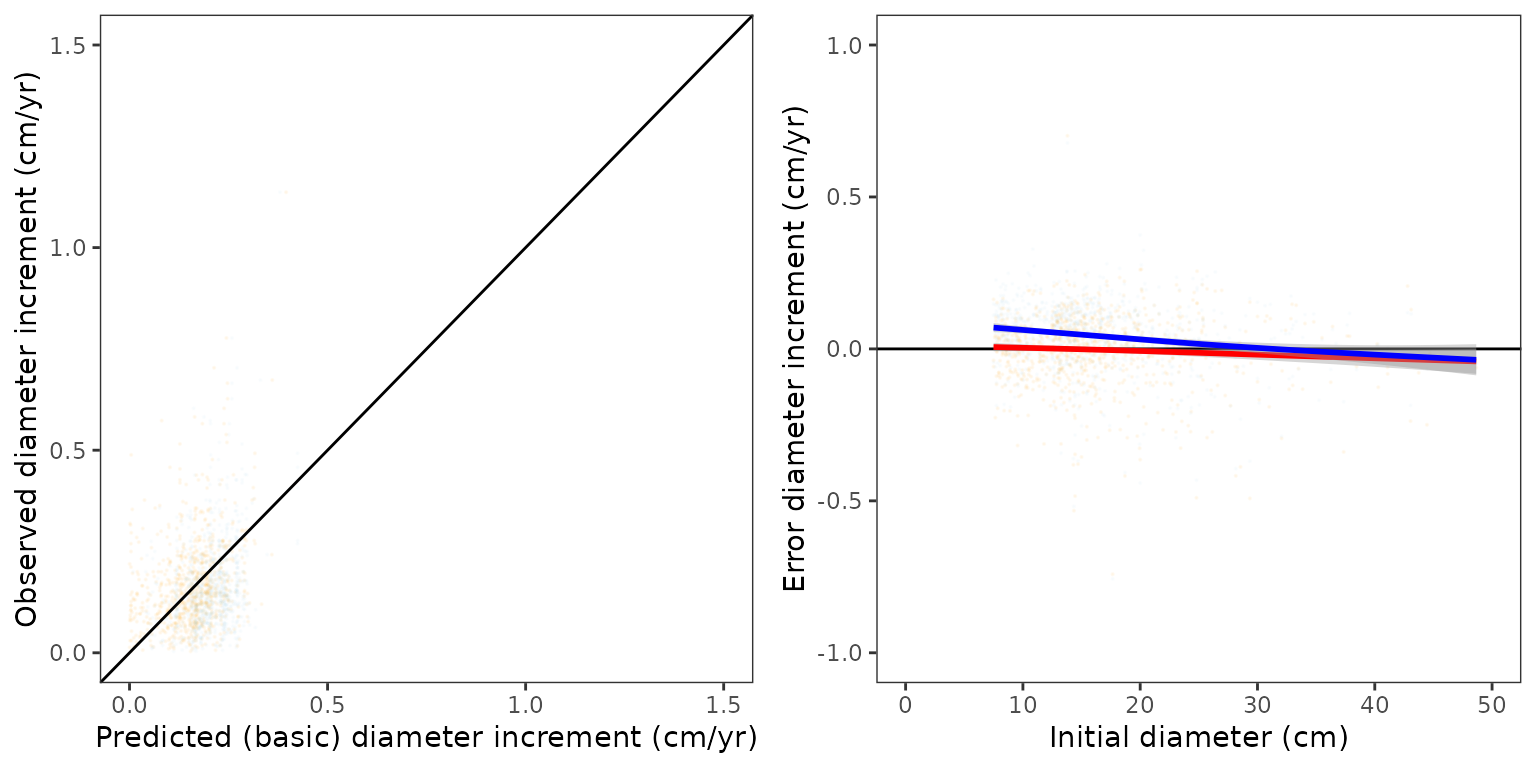 Observed diameter increment (cm/yr)
1.5
1.0
0.5
0.0
0.0 0.5 1.0 1.5
Predicted (basic) diameter increment (cm/yr)
Error diameter increment (cm/yr)
1.0
0.5
0.0
-0.5
-1.0
0 10 20 30 40 50
Initial diameter (cm)